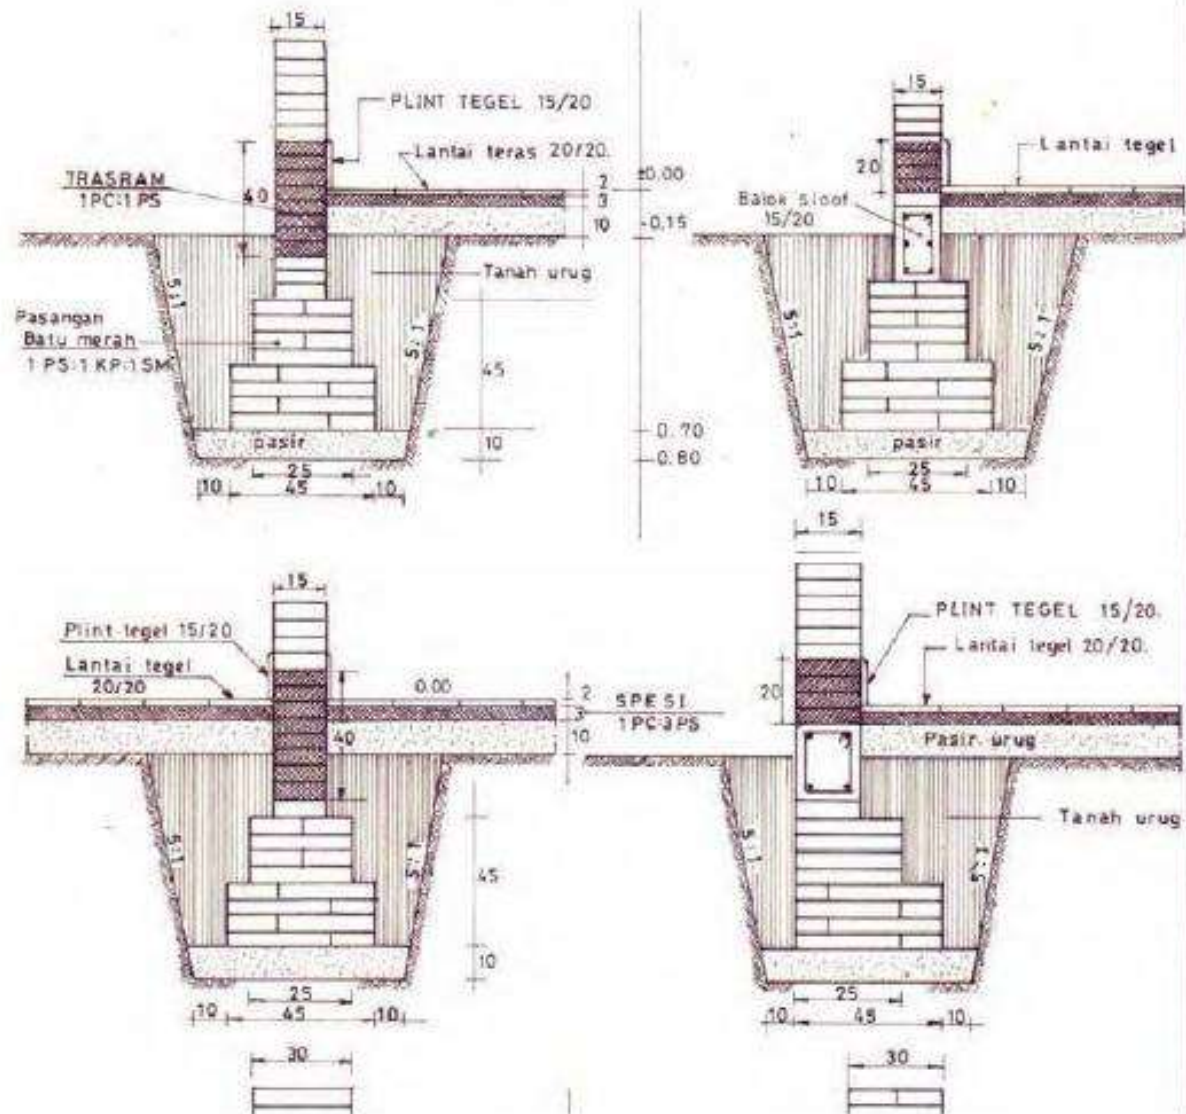 15
PLINT TEGEL 15/20
Lantai teras 20/20.
TRASRAM
1PC:1PS
40
2
3
10
±0.00
-0.15
5:1
Tanah urug
Pasangan
Batu merah
1 PS:1 KP:1SM
5:1
45
pasir
10
25
10
45
10
0.70
0.80
15
Lantai tegel
20
Balok sloof
15/20
5:1
5:1
pasir
25
10
45
10
15
Plint tegel 15/20
Lantai tegel
20/20
0.00
2
3
10
SPESI
1PC:3PS
40
5:1
5:1
45
10
25
10
45
10
30
15
PLINT TEGEL 15/20.
Lantai tegel 20/20.
20
Pasir urug
Tanah urug
5:1
5:1
25
10
45
10
30